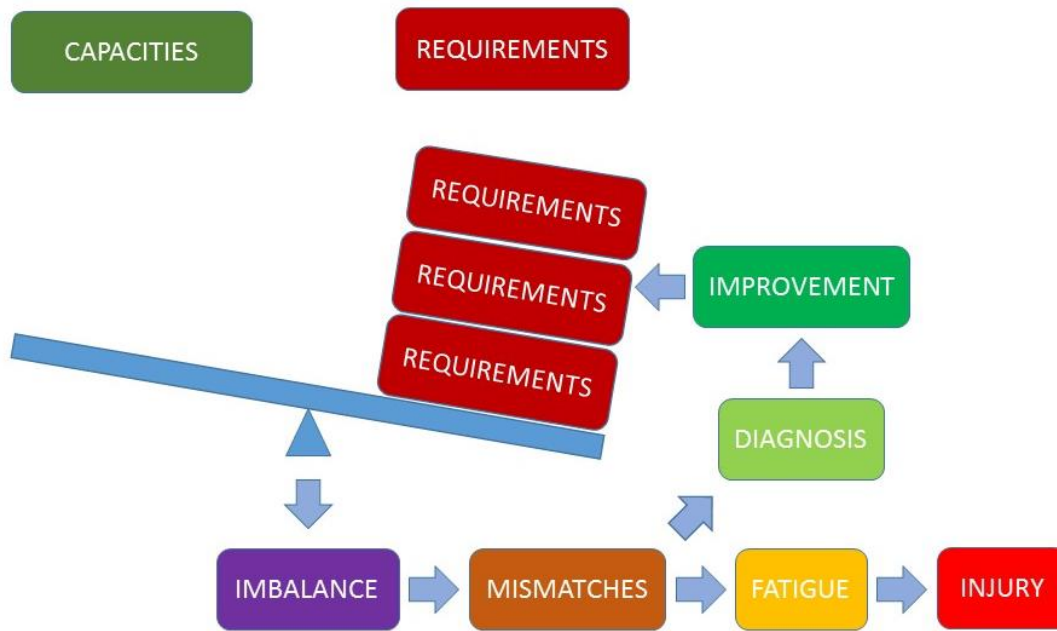 CAPACITIES
REQUIREMENTS
REQUIREMENTS
REQUIREMENTS
REQUIREMENTS
IMPROVEMENT
DIAGNOSIS
IMBALANCE
MISMATCHES
FATIGUE
INJURY